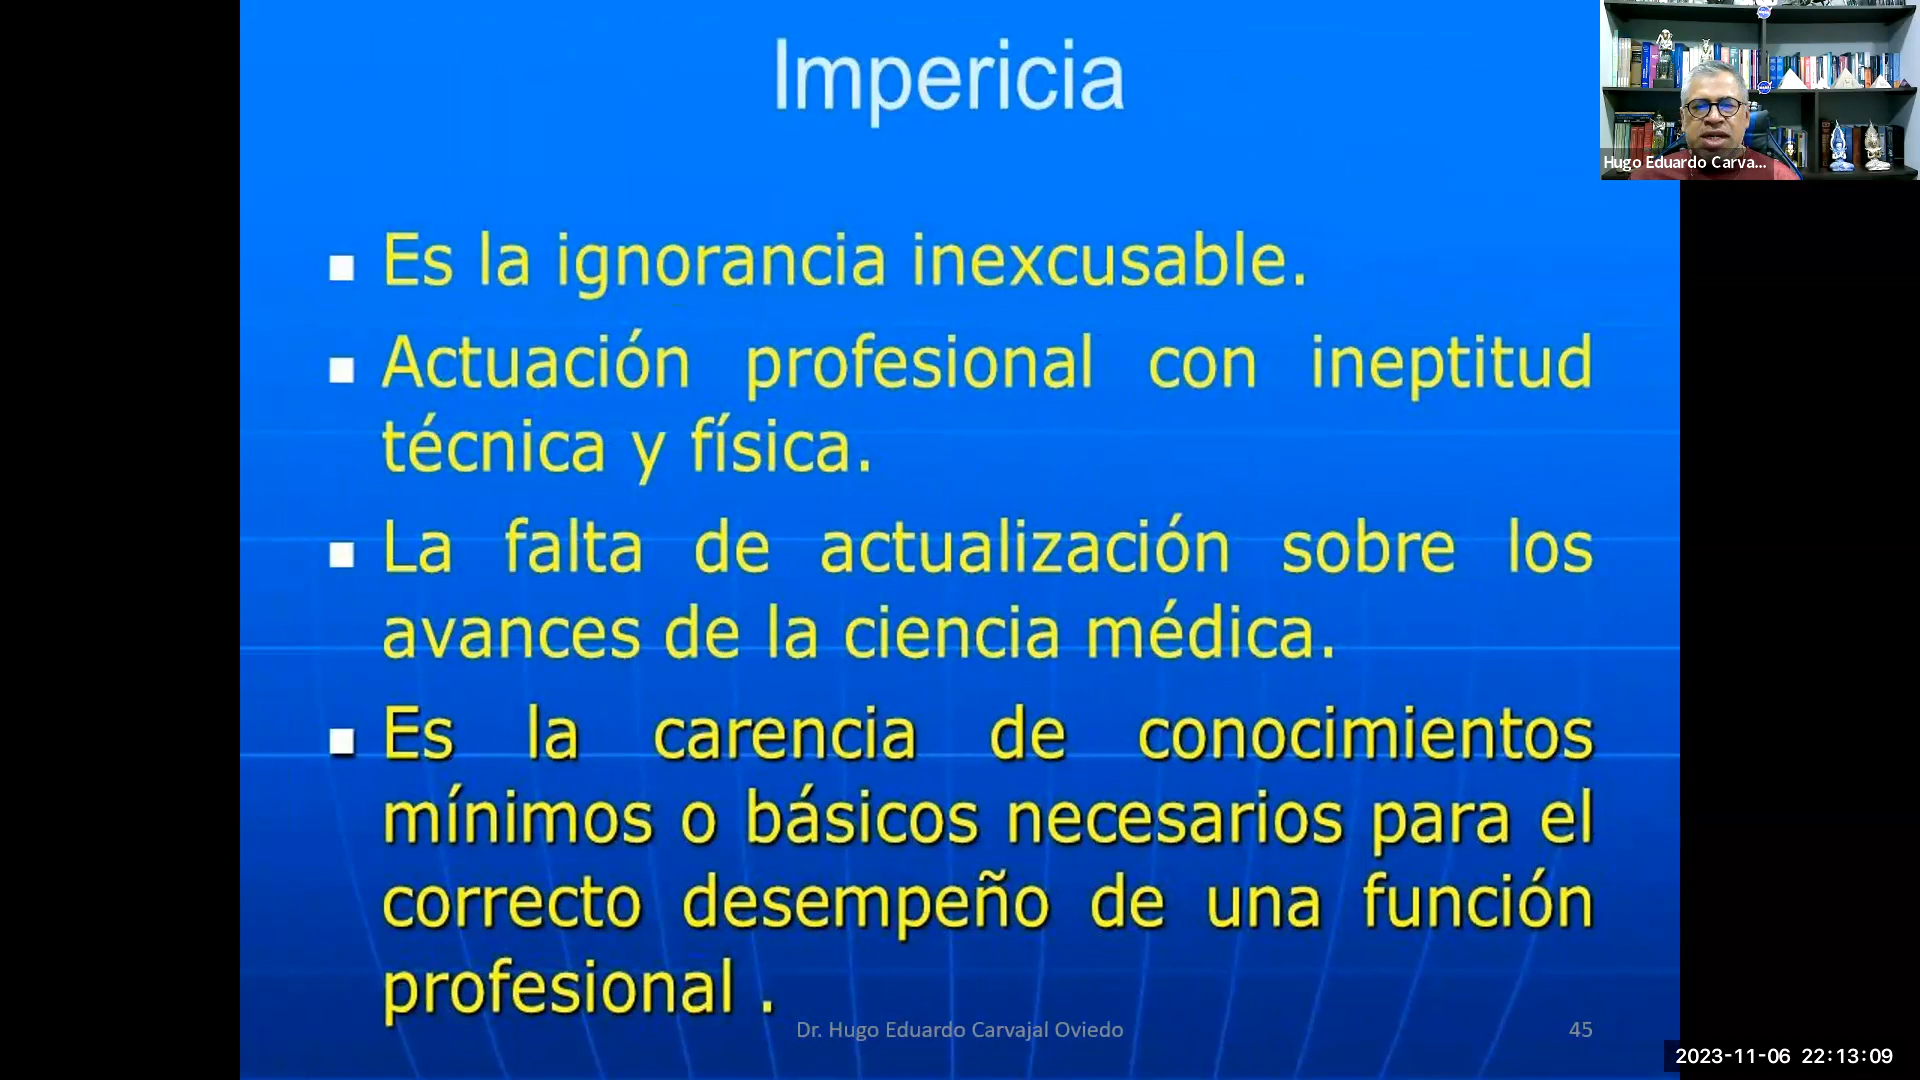 Impericia
Hugo Eduardo Carva...
▪ Es la ignorancia inexcusable.
▪ Actuación profesional con ineptitud
técnica y física.
▪ La falta de actualización sobre los
avances de la ciencia médica.
▪ Es la carencia de conocimientos
mínimos o básicos necesarios para el
correcto desempeño de una función
profesional .
Dr. Hugo Eduardo Carvajal Oviedo
45
2023-11-06 22:13:09